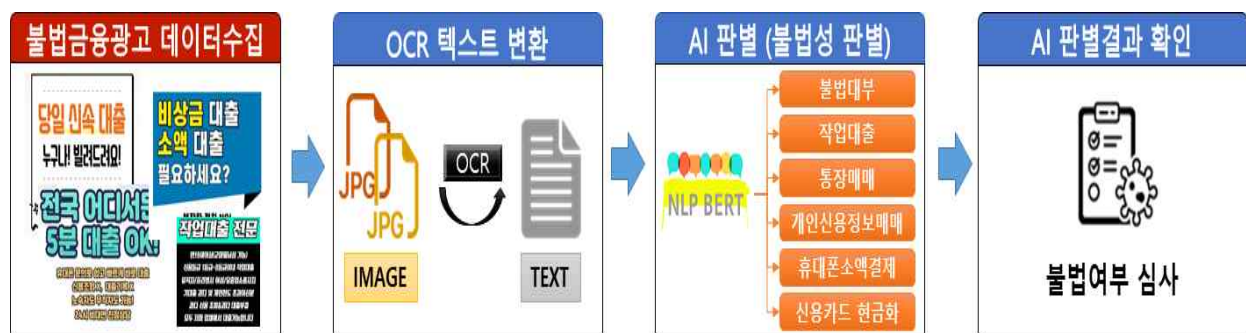 불법금융광고 데이터수집
당일 신속 대출
누구나! 빌려드려요!
비상금 대출
소액 대출
필요하세요?
전국 어디서든
5분 대출 OK!
작업대출 전문
OCR 텍스트 변환
JPG
JPG
OCR
IMAGE
TEXT
AI 판별 (불법성 판별)
NLP BERT
불법대부
작업대출
통장매매
개인신용정보매매
휴대폰소액결제
신용카드 현금화
AI 판별결과 확인
불법여부 심사